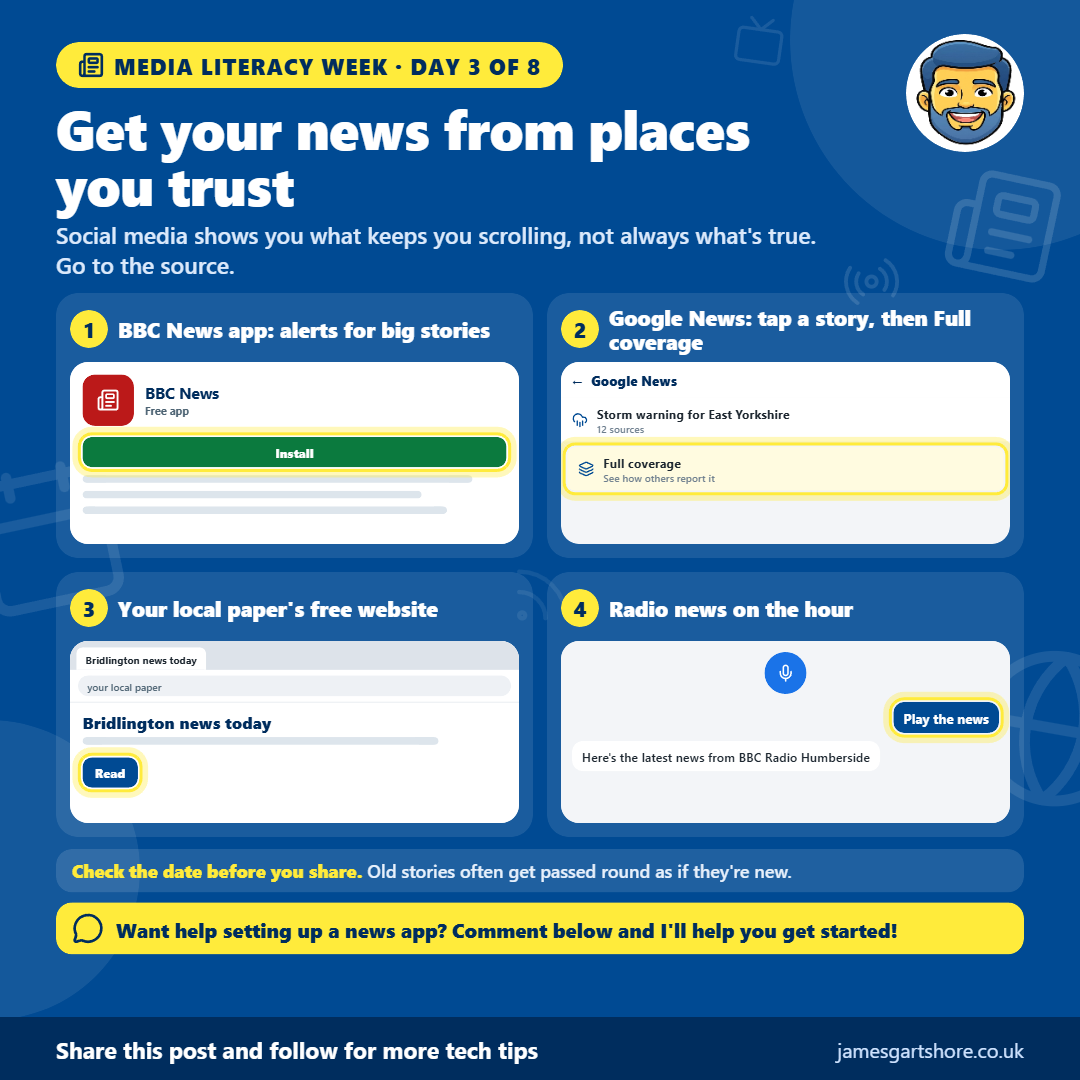 MEDIA LITERACY WEEK · DAY 3 OF 8
Get your news from places
you trust
Social media shows you what keeps you scrolling, not always what's true.
Go to the source.
1 BBC News app: alerts for big stories
BBC News
Free app
Install
2 Google News: tap a story, then Full
coverage
← Google News
Storm warning for East Yorkshire
12 sources
Full coverage
See how others report it
3 Your local paper's free website
Bridlington news today
your local paper
Bridlington news today
Read
4 Radio news on the hour
Play the news
Here's the latest news from BBC Radio Humberside
Check the date before you share. Old stories often get passed round as if they're new.
Want help setting up a news app? Comment below and I'll help you get started!
Share this post and follow for more tech tips
jamesgartshore.co.uk